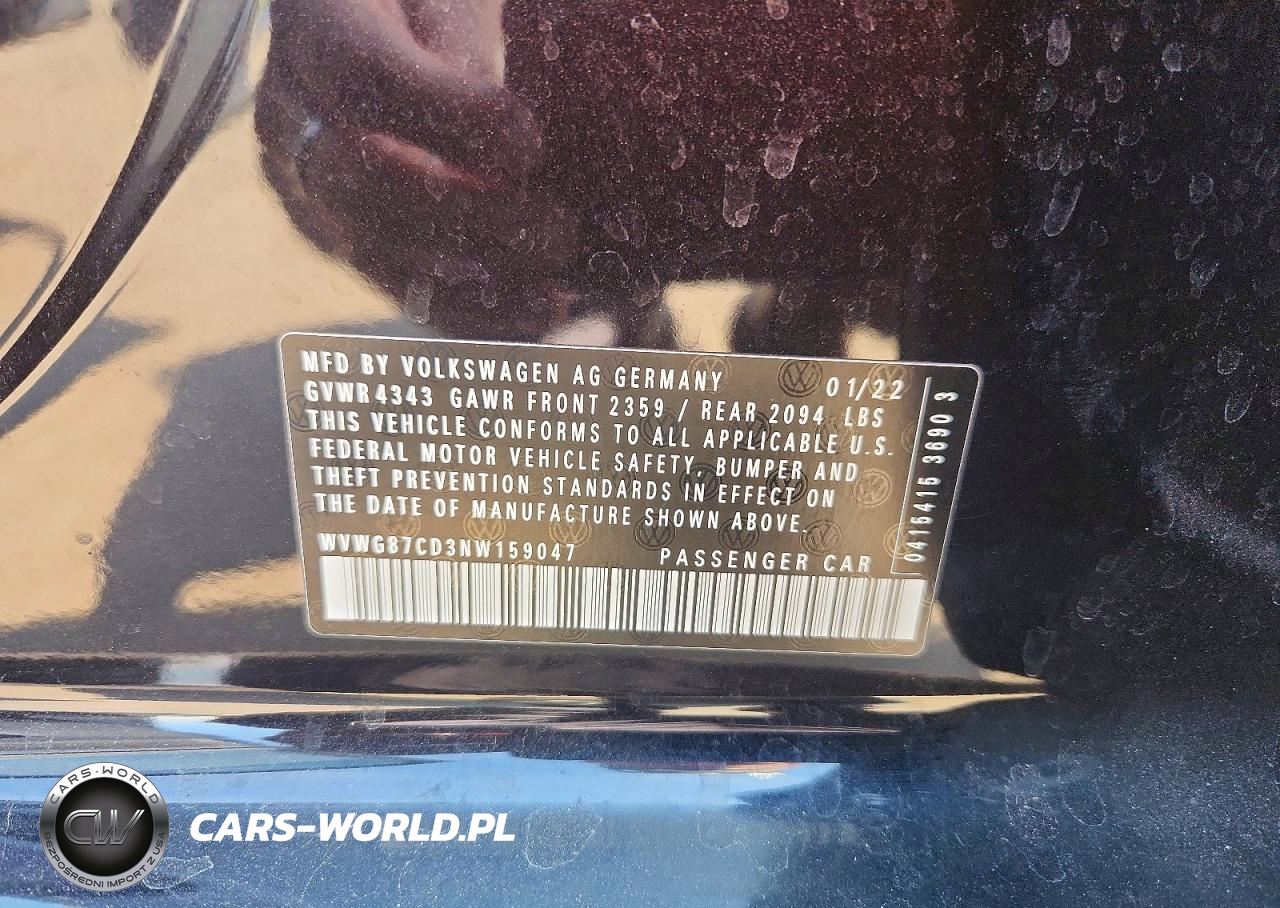 MFD BY VOLKSWAGEN AG GERMANY 01/22
GVWR4343 GAWR FRONT 2359 / REAR 2094 LBS
THIS VEHICLE CONFORMS TO ALL APPLICABLE U.S.
FEDERAL MOTOR VEHICLE SAFETY, BUMPER AND
THEFT PREVENTION STANDARDS IN EFFECT ON
THE DATE OF MANUFACTURE SHOWN ABOVE.
WVWG87CD3NW159047 PASSENGER CAR
0416415 3690 3
CARS-WORLD
CW
BEZPOŚREDNI IMPORT Z USA
CARS-WORLD.PL